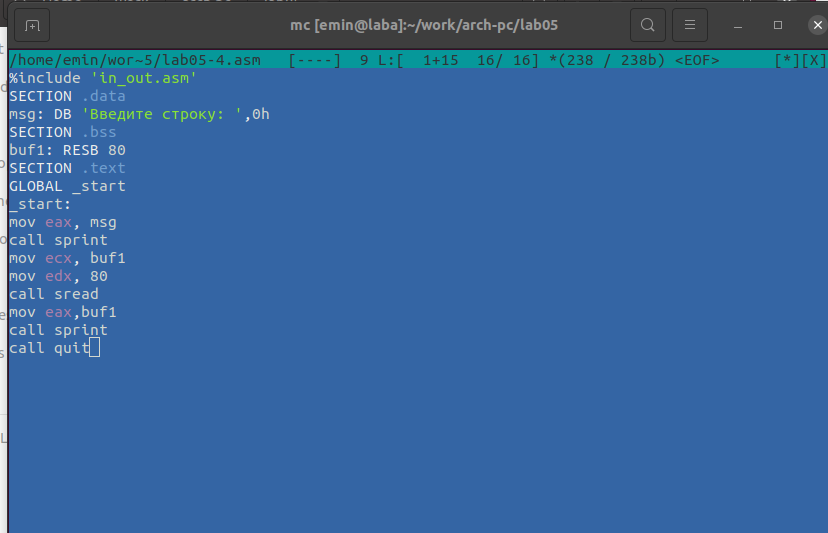 mc [emin@laba]:~/work/arch-pc/lab05
/home/emin/wor~5/lab05-4.asm   [----]  9 L:[  1+15  16/ 16] *(238 / 238b) <EOF>      [*][X]
%include 'in_out.asm'
SECTION .data
msg: DB 'Введите строку: ',0h
SECTION .bss
buf1: RESB 80
SECTION .text
GLOBAL _start
_start:
mov eax, msg
call sprint
mov ecx, buf1
mov edx, 80
call sread
mov eax,buf1
call sprint
call quit